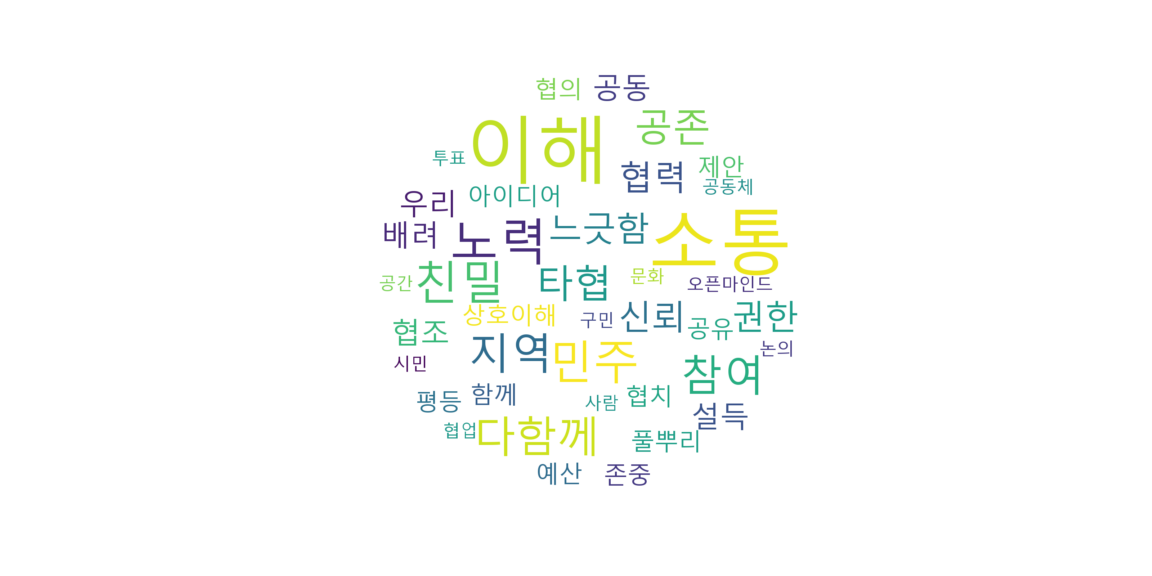 협의
공동
이해
공존
투표
협력
제안
공동체
우리
아이디어
배려
노력
느긋함
소통
공간
친밀
타협
문화
오픈마인드
협조
상호이해
구민
신뢰
공유
권한
시민
지역
민주
참여
논의
평등
함께
사람
협치
설득
협업
다함께
풀뿌리
예산
존중